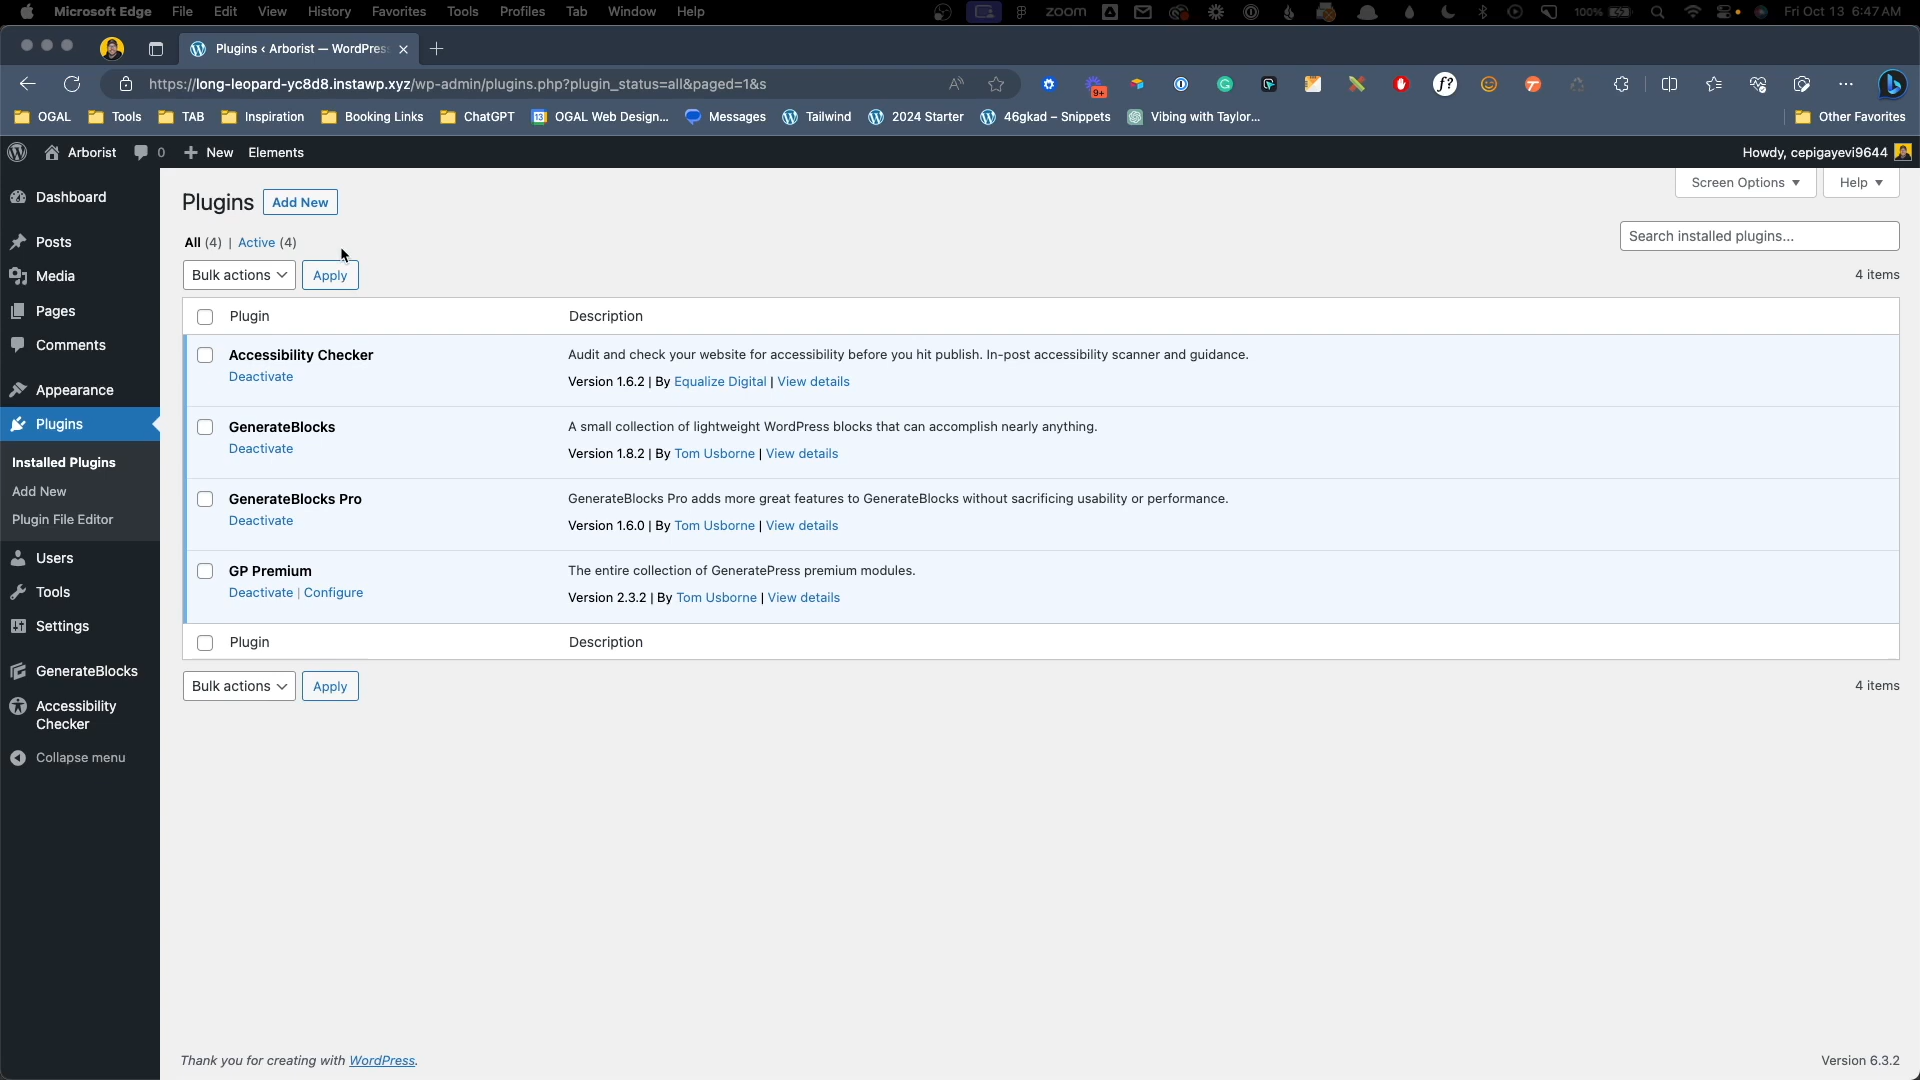 Microsoft Edge File Edit View History Favorites Tools Profiles Tab Window Help zoom 100% Fri Oct 13 6:47 AM
Plugins ‹ Arborist — WordPres
https://long-leopard-yc8d8.instawp.xyz/wp-admin/plugins.php?plugin_status=all&paged=1&s
9+
f?
OGAL Tools TAB Inspiration Booking Links ChatGPT OGAL Web Design... Messages Tailwind 2024 Starter 46gkad – Snippets Vibing with Taylor... Other Favorites
Arborist 0 New Elements Howdy, cepigayevi9644
Dashboard
Posts
Media
Pages
Comments
Appearance
Plugins
Installed Plugins
Add New
Plugin File Editor
Users
Tools
Settings
GenerateBlocks
Accessibility
Checker
Collapse menu
Screen Options Help
Plugins Add New
All (4) | Active (4)
Search installed plugins...
Bulk actions Apply 4 items
Plugin Description
Accessibility Checker Audit and check your website for accessibility before you hit publish. In-post accessibility scanner and guidance.
Deactivate Version 1.6.2 | By Equalize Digital | View details
GenerateBlocks A small collection of lightweight WordPress blocks that can accomplish nearly anything.
Deactivate Version 1.8.2 | By Tom Usborne | View details
GenerateBlocks Pro GenerateBlocks Pro adds more great features to GenerateBlocks without sacrificing usability or performance.
Deactivate Version 1.6.0 | By Tom Usborne | View details
GP Premium The entire collection of GeneratePress premium modules.
Deactivate | Configure Version 2.3.2 | By Tom Usborne | View details
Plugin Description
Bulk actions Apply 4 items
Thank you for creating with WordPress. Version 6.3.2